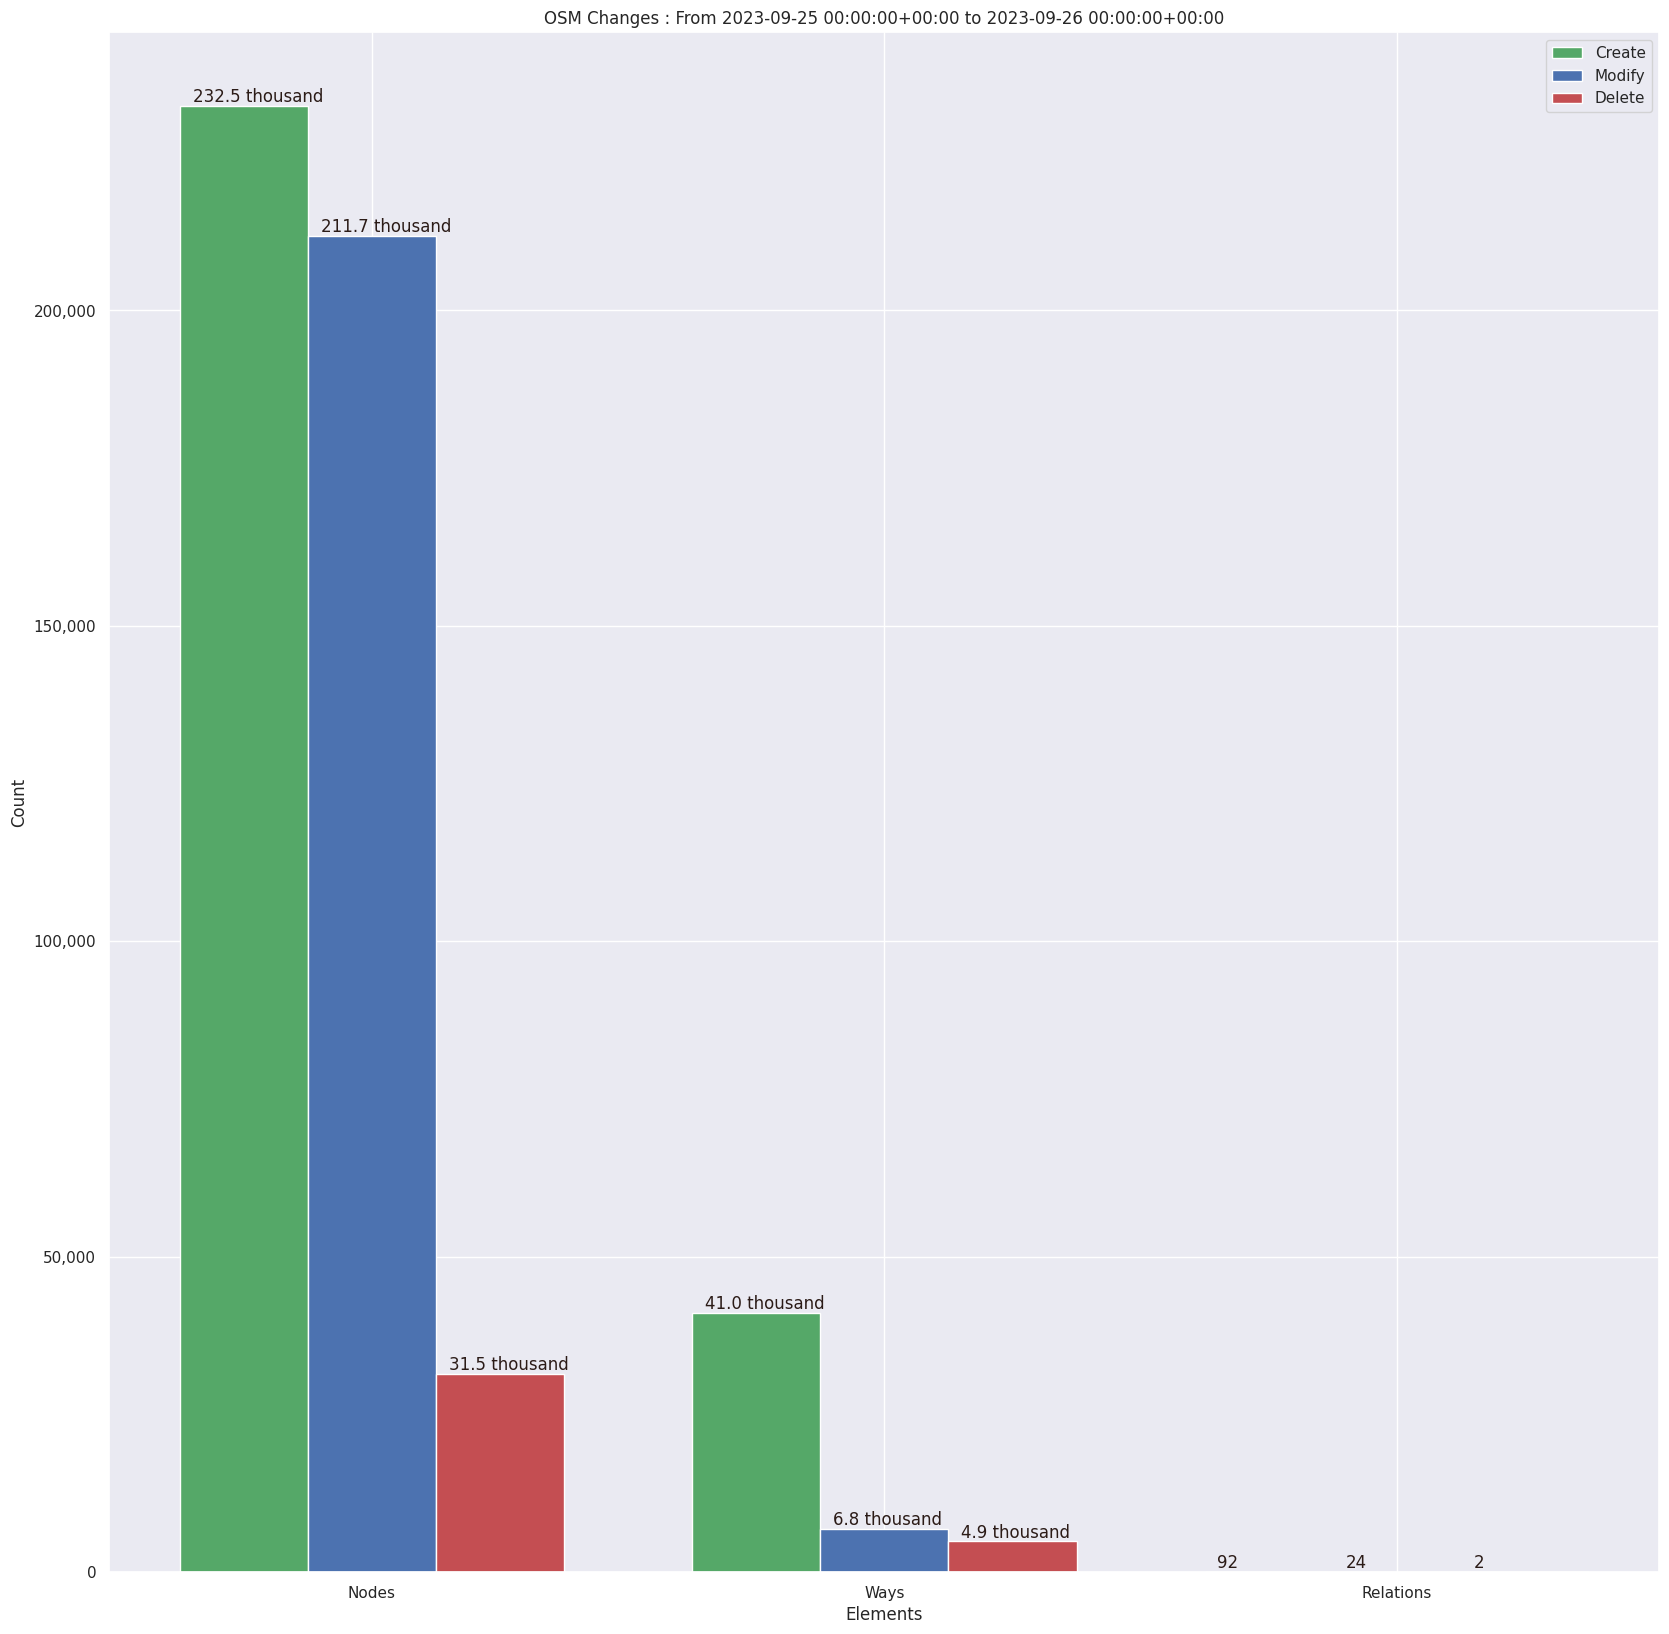 OSM Changes : From 2023-09-25 00:00:00+00:00 to 2023-09-26 00:00:00+00:00
Create
Modify
Delete
232.5 thousand
211.7 thousand
31.5 thousand
41.0 thousand
6.8 thousand
4.9 thousand
92
24
2
200,000
150,000
100,000
50,000
0
Count
Nodes
Ways
Relations
Elements